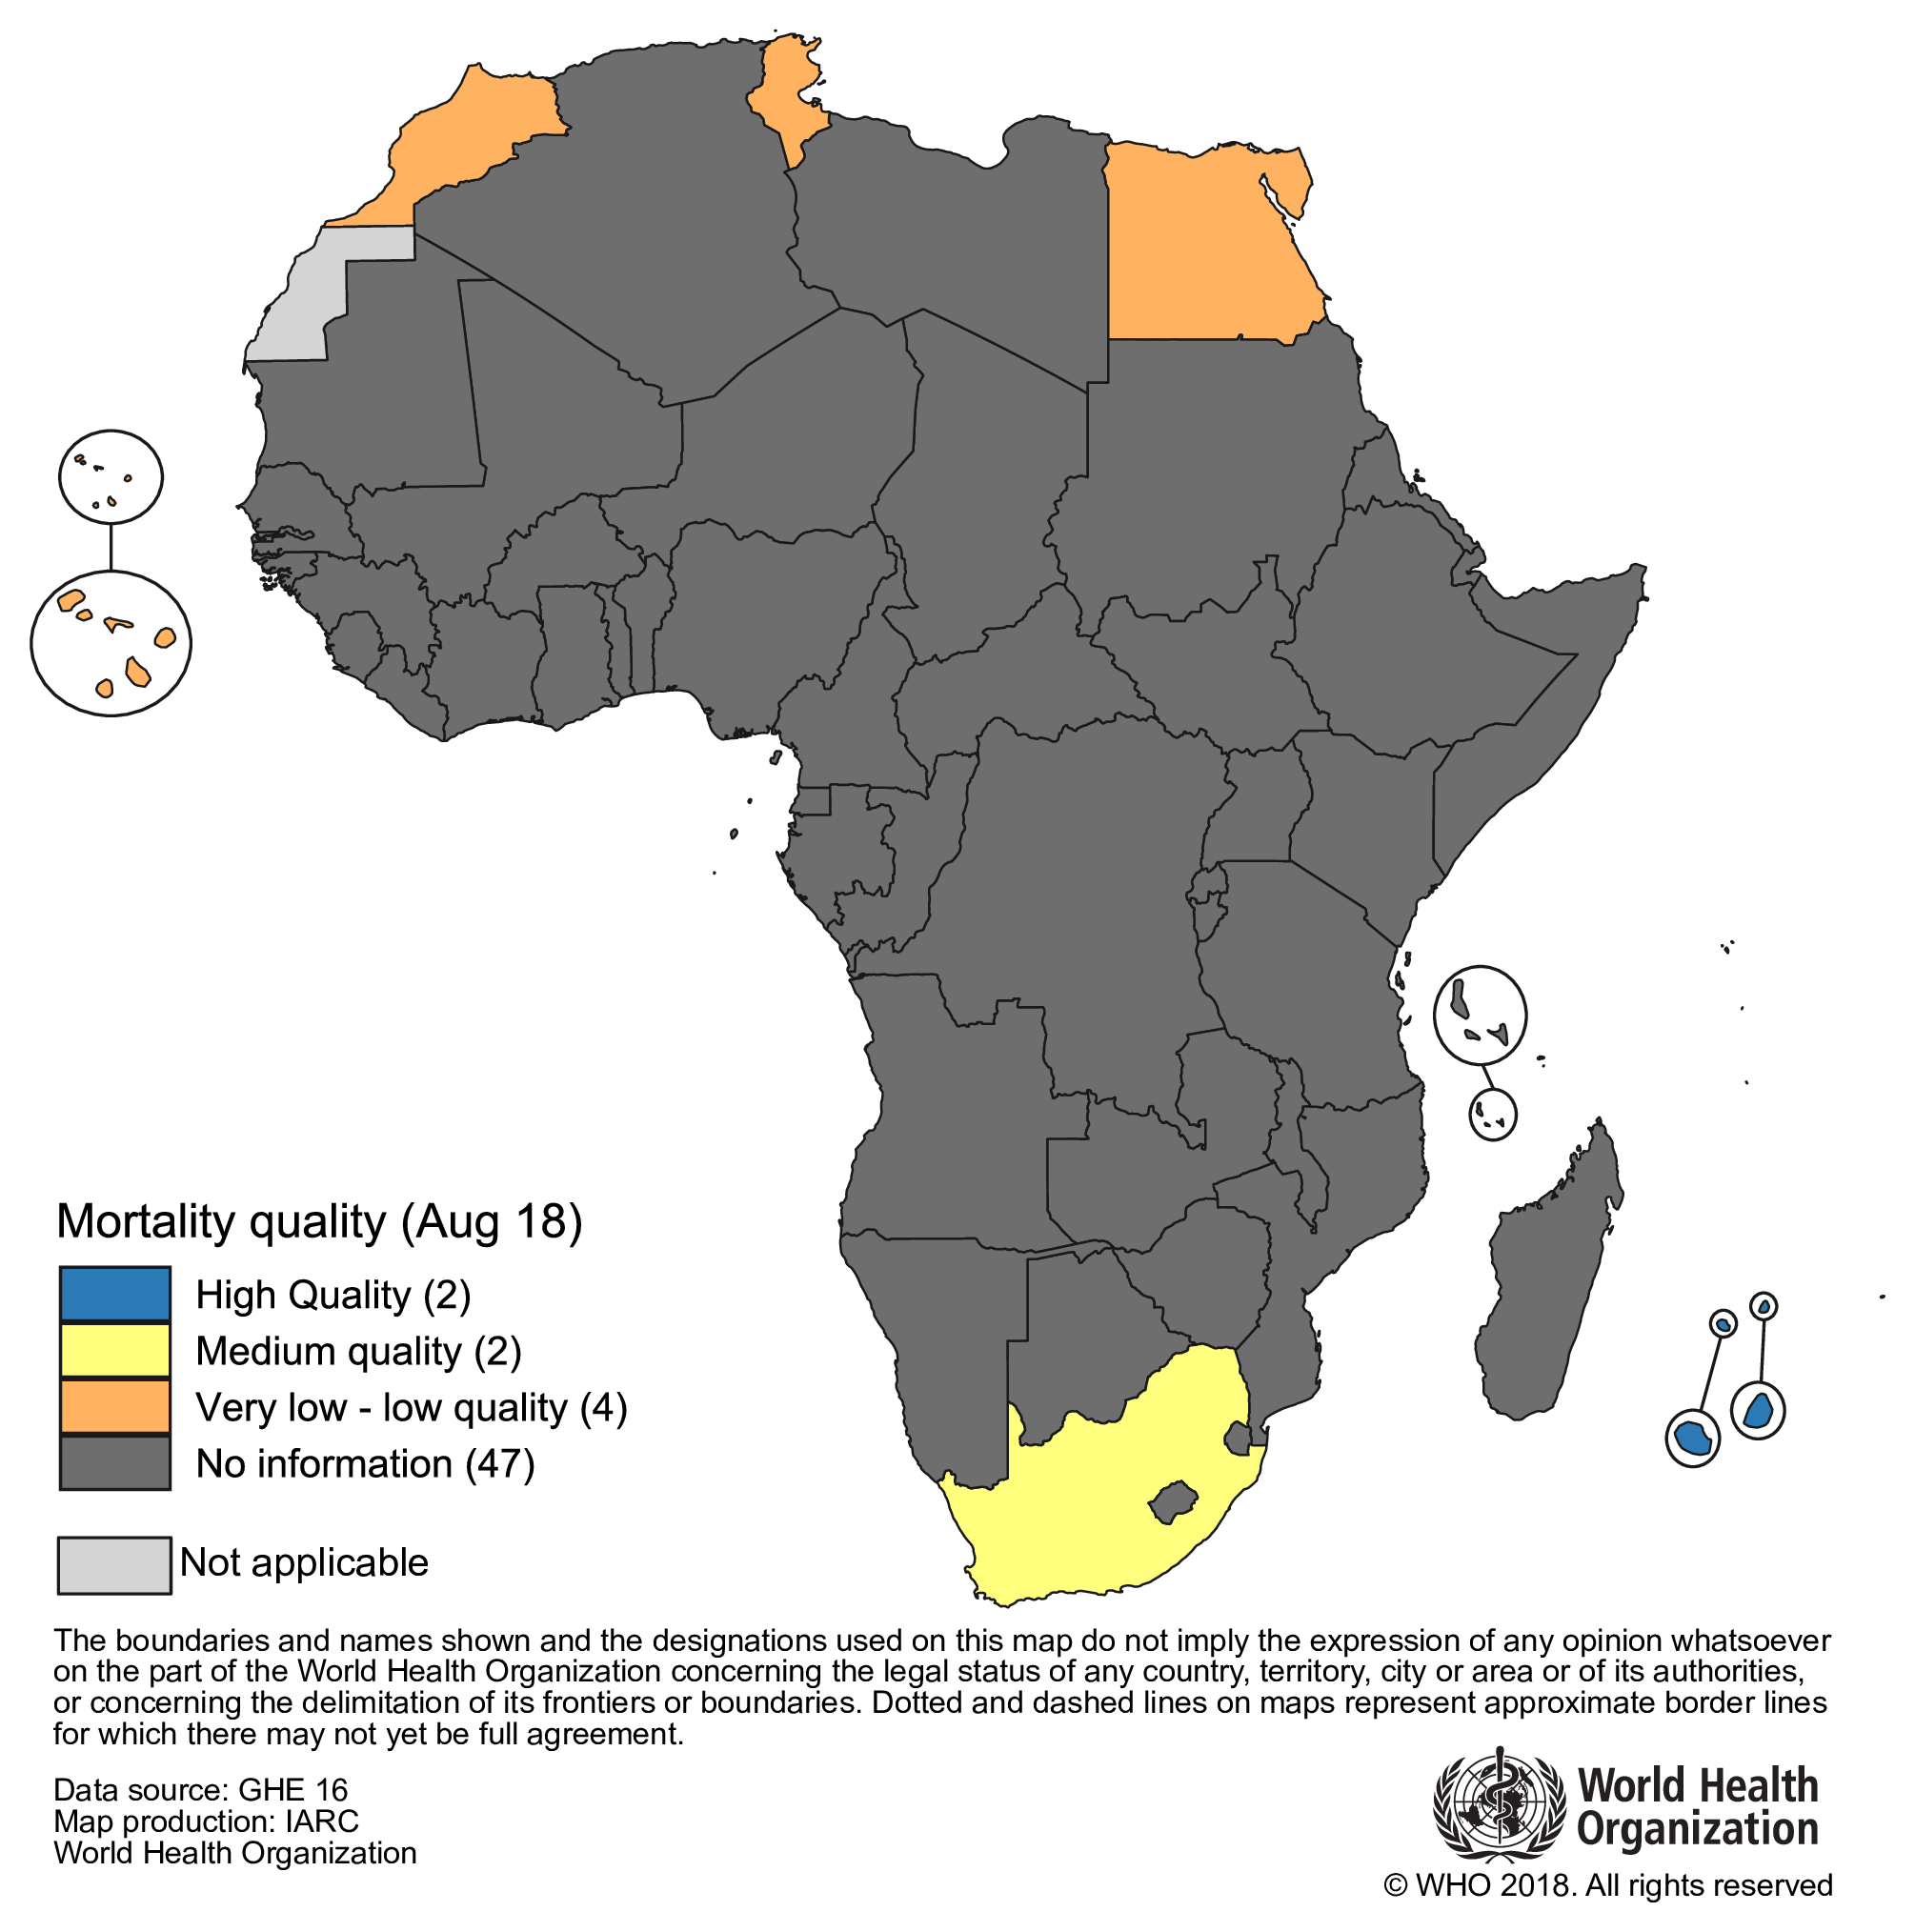 Mortality quality (Aug 18)
High Quality (2)
Medium quality (2)
Very low - low quality (4)
No information (47)
Not applicable
The boundaries and names shown and the designations used on this map do not imply the expression of any opinion whatsoever
on the part of the World Health Organization concerning the legal status of any country, territory, city or area or of its authorities,
or concerning the delimitation of its frontiers or boundaries. Dotted and dashed lines on maps represent approximate border lines
for which there may not yet be full agreement.
Data source: GHE 16
Map production: IARC
World Health Organization
World Health
Organization
© WHO 2018. All rights reserved